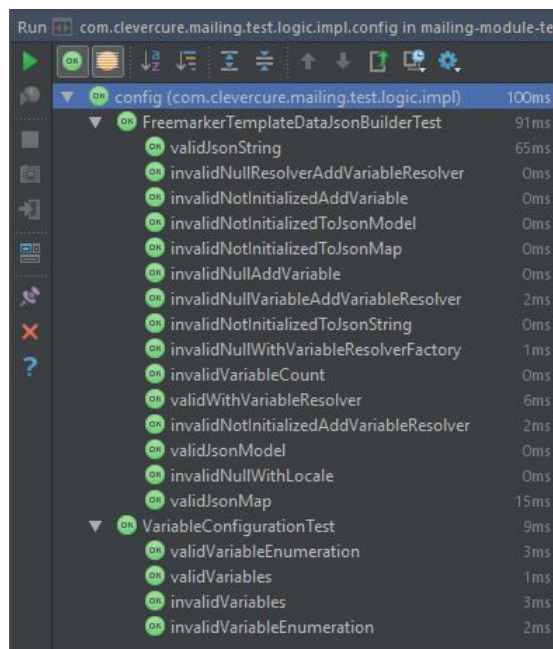 Run com.clevercure.mailing.test.logic.impl.config in mailing-module-te
config (com.clevercure.mailing.test.logic.impl) 100ms
FreemarkerTemplateDataJsonBuilderTest 91ms
validJsonString 65ms
invalidNullResolverAddVariableResolver 0ms
invalidNotInitializedAddVariable 0ms
invalidNotInitializedToJsonModel 0ms
invalidNotInitializedToJsonMap 0ms
invalidNullAddVariable 0ms
invalidNullVariableAddVariableResolver 2ms
invalidNotInitializedToJsonString 0ms
invalidNullWithVariableResolverFactory 1ms
invalidVariableCount 0ms
validWithVariableResolver 6ms
invalidNotInitializedAddVariableResolver 2ms
validJsonModel 0ms
invalidNullWithLocale 0ms
validJsonMap 15ms
VariableConfigurationTest 9ms
validVariableEnumeration 3ms
validVariables 1ms
invalidVariables 3ms
invalidVariableEnumeration 2ms